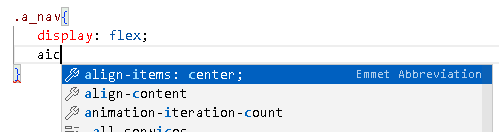 .a_nav{
display: flex;
aic
align-items: center; Emmet Abbreviation
}
align-content
animation-iteration-count